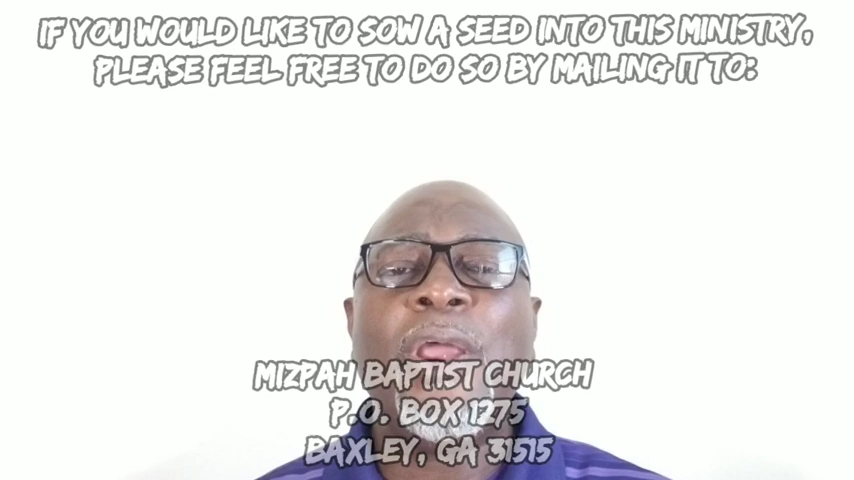 IF YOU WOULD LIKE TO SOW A SEED INTO THIS MINISTRY,
PLEASE FEEL FREE TO DO SO BY MAILING IT TO:
MIZPAH BAPTIST CHURCH
P.O. BOX 1275
BAXLEY, GA 31515